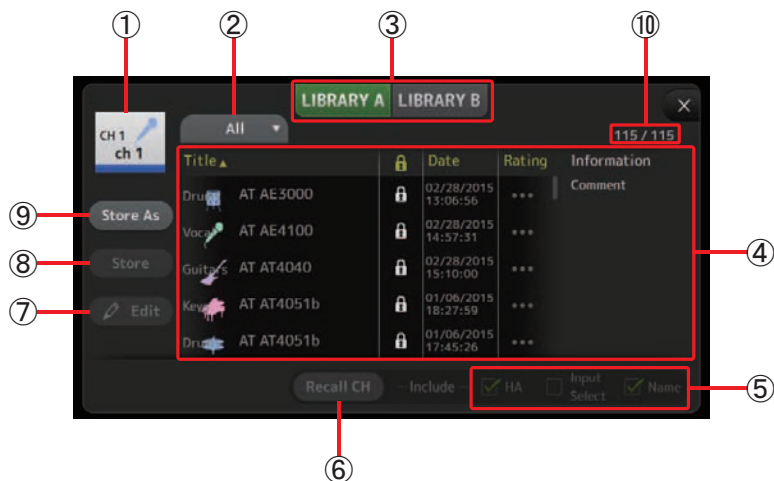 ① ② ③ ⑩
LIBRARY A LIBRARY B
CH 1
ch 1
All
115 / 115
Title Date Rating Information
Comment
Drums AT AE3000 02/28/2015 13:06:56
Vocal AT AE4100 02/28/2015 14:57:31
Guitars AT AT4040 02/28/2015 15:10:00
AT AT4051b 01/06/2015 18:27:59
AT AT4051b 01/06/2015 17:45:26
⑨ Store As
⑧ Store
⑦ Edit
④
Recall CH Include HA Input Select Name ⑤
⑥